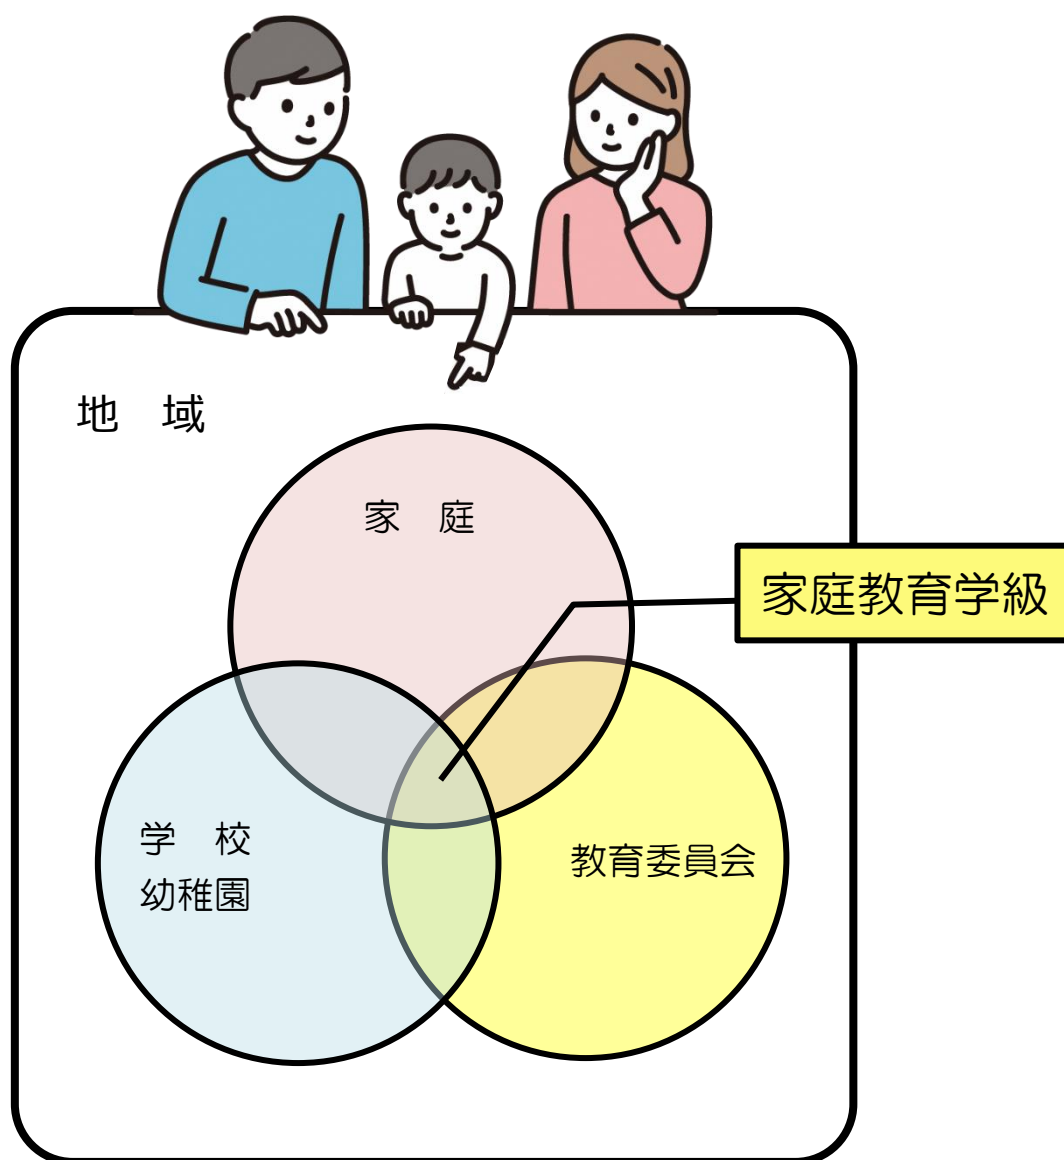 地　域
家　庭
家庭教育学級
学　校
幼稚園
教育委員会